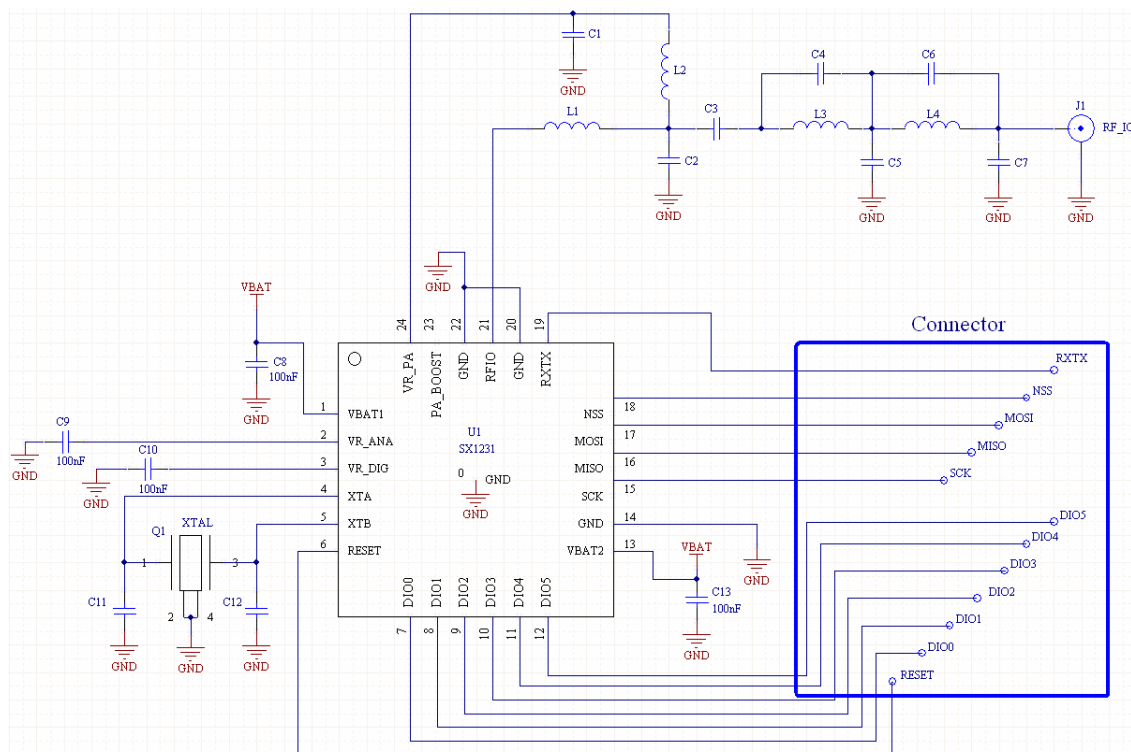 C1
GND
L2
C4
C6
L1
C3
L3
L4
J1
RF_IO
C2
C5
C7
GND
GND
GND
GND
GND
VBAT
24
23
22
21
20
19
Connector
C8
100nF
GND
VR_PA
PA_BOOST
GND
RFIO
GND
RXTX
RXTX
NSS
MOSI
MISO
SCK
1
VBAT1
NSS
18
C9
100nF
GND
2
VR_ANA
U1
SX1231
MOSI
17
C10
100nF
GND
3
VR_DIG
0
GND
GND
MISO
16
4
XTA
SCK
15
Q1
XTAL
5
XTB
GND
14
6
RESET
VBAT2
13
VBAT
GND
DIO5
DIO4
DIO3
DIO2
DIO1
DIO0
RESET
1
3
C11
2
4
C12
GND
GND
GND
DIO0
DIO1
DIO2
DIO3
DIO4
DIO5
7
8
9
10
11
12
C13
100nF
GND